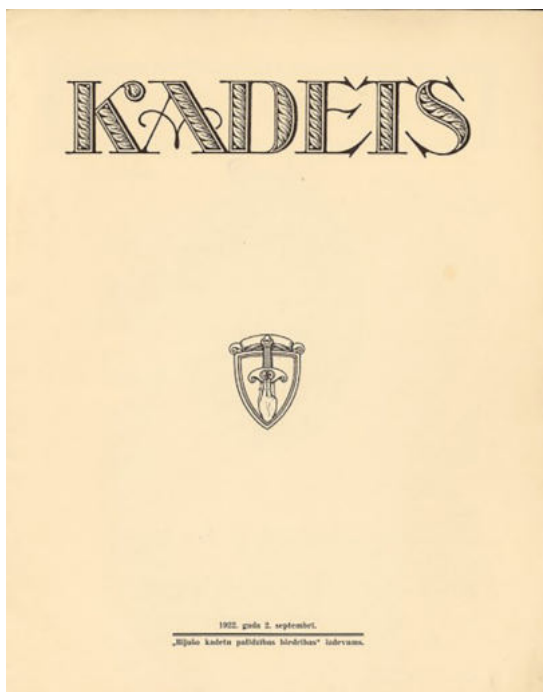 KADETS
1922. gada 2. septembrī.
„Bijušo kadetu palīdzības biedrības“ izdevums.